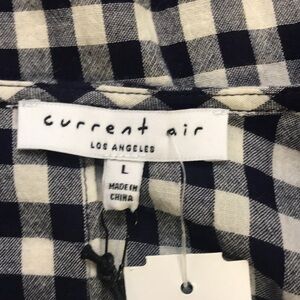 current air
LOS ANGELES
L
MADE IN
CHINA